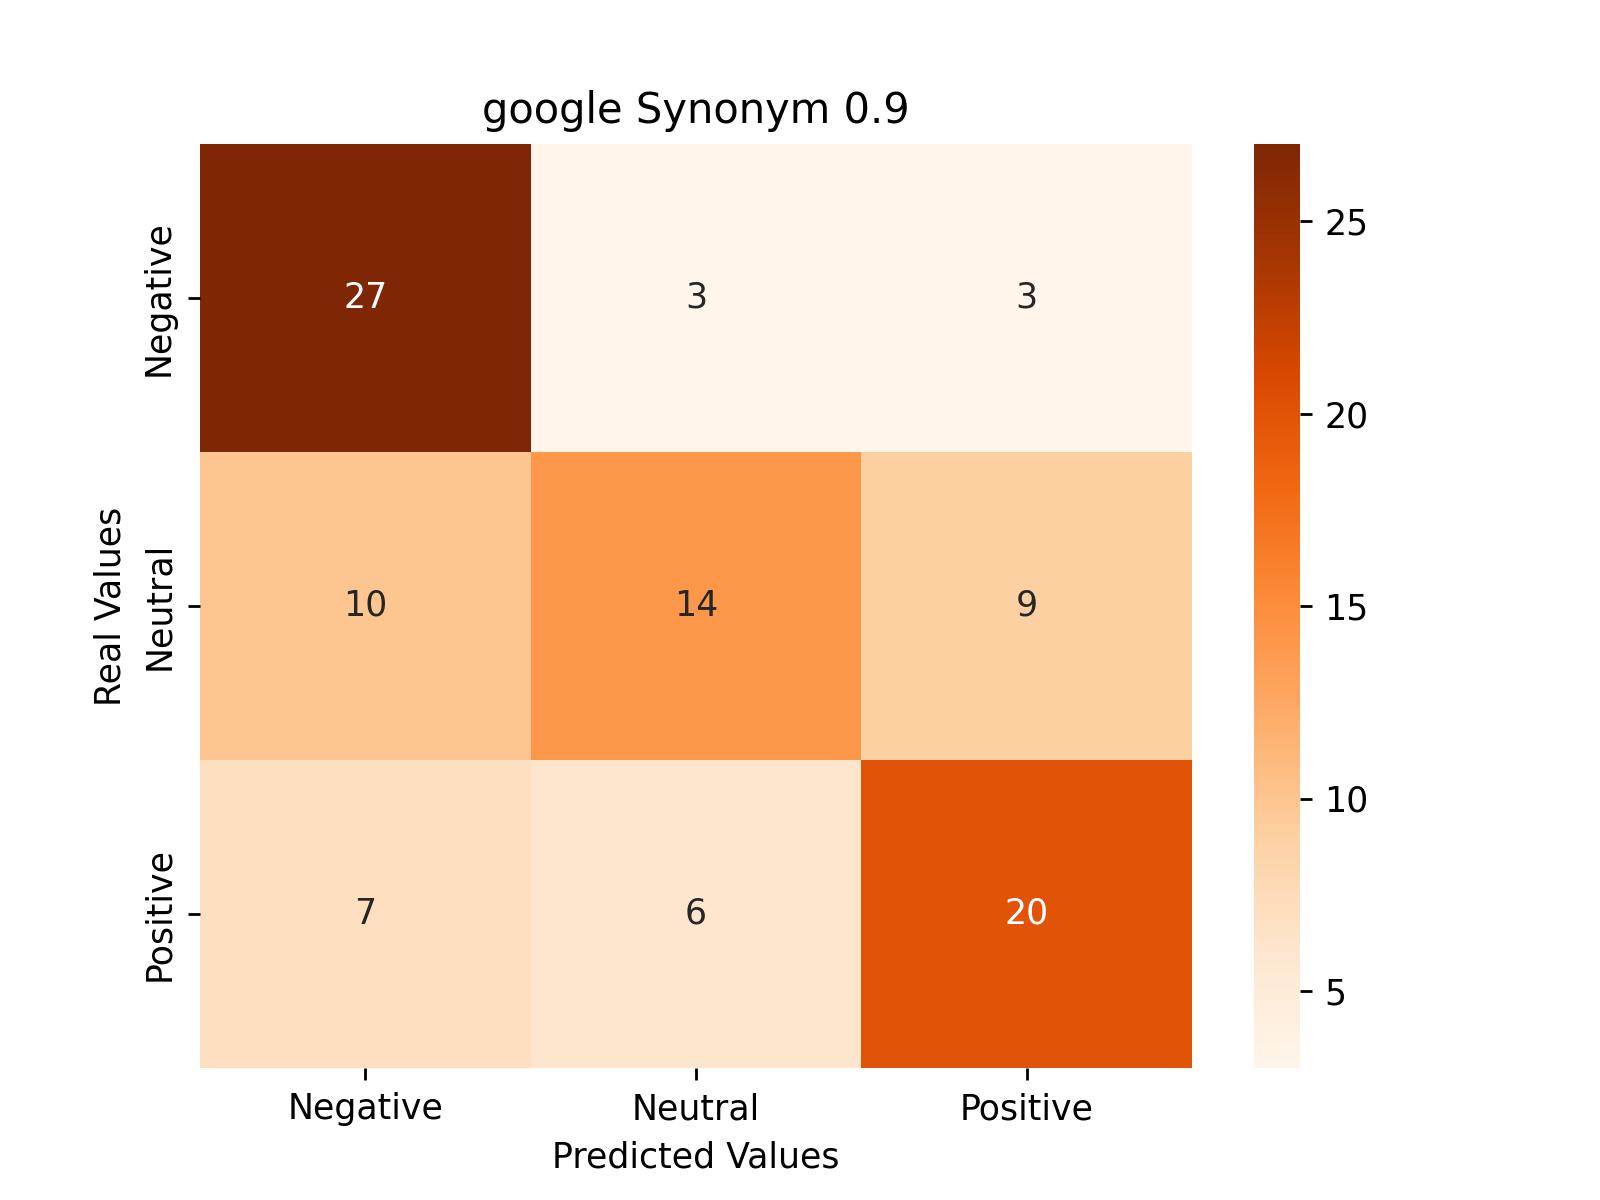 google Synonym 0.9
Negative
27
3
3
25
20
Real Values
Neutral
10
14
9
15
10
Positive
7
6
20
5
Negative
Neutral
Positive
Predicted Values